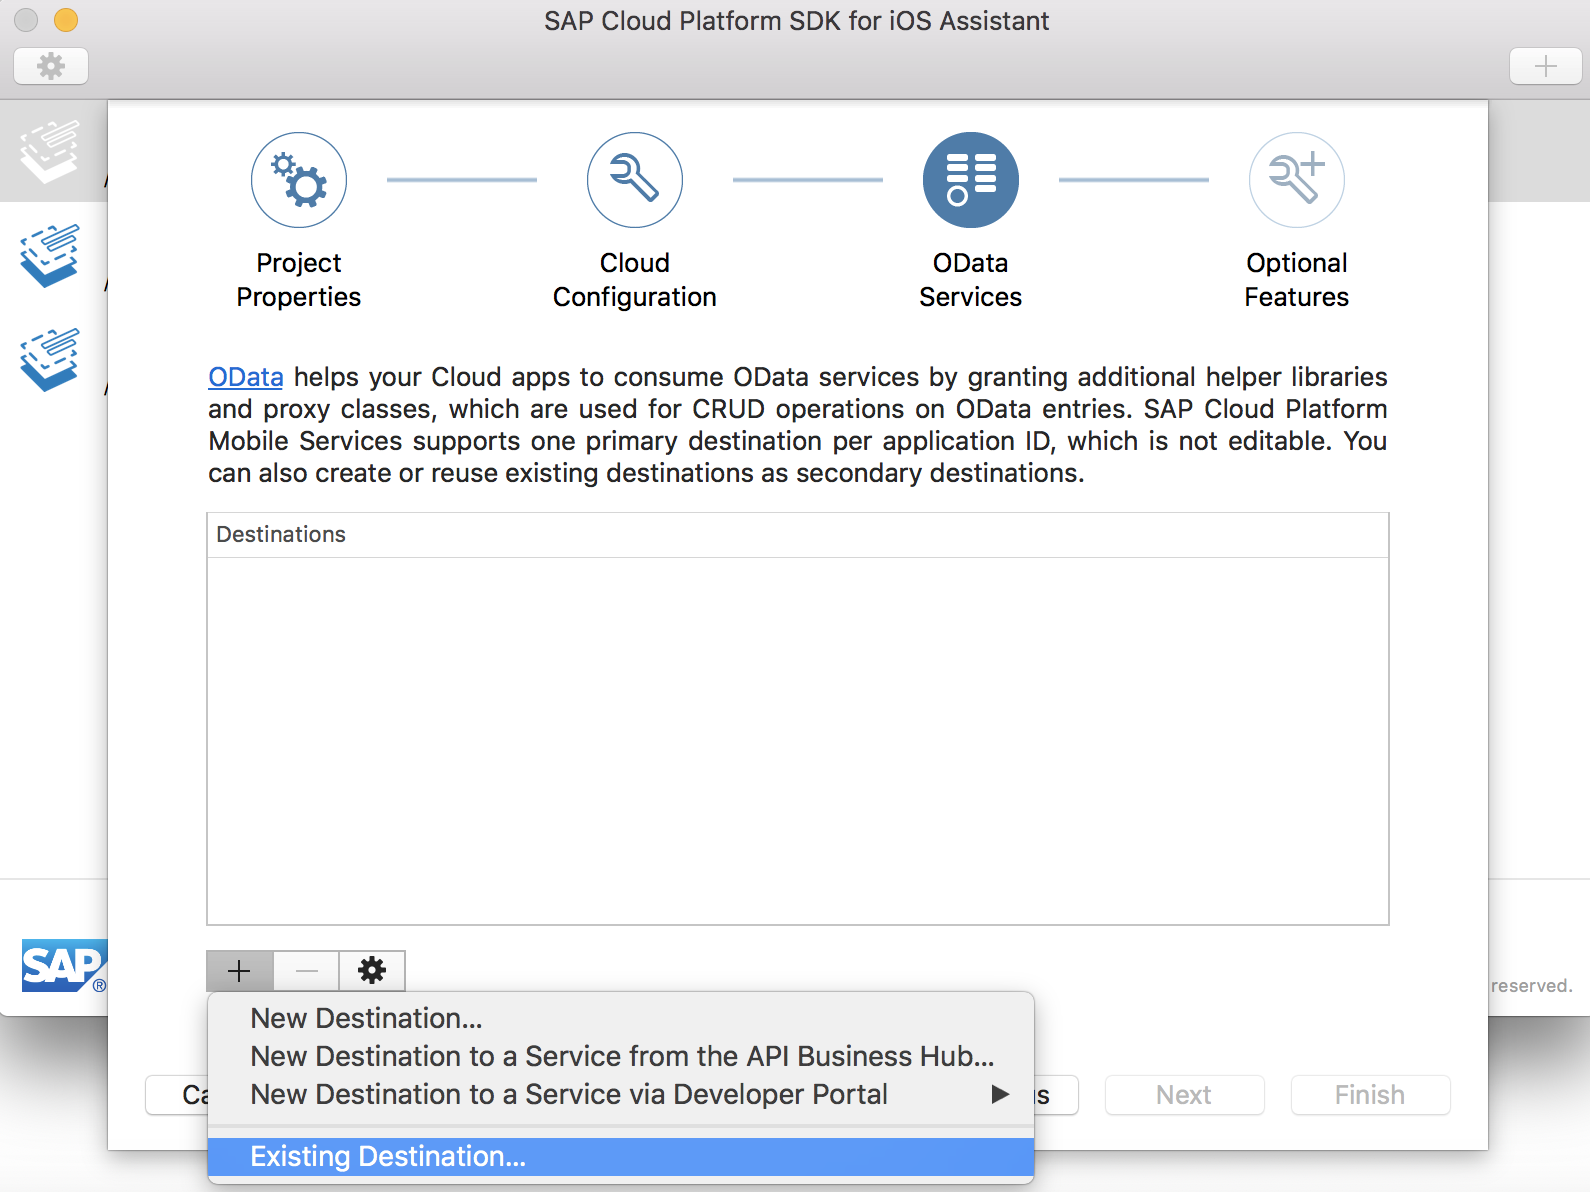 SAP Cloud Platform SDK for iOS Assistant
Project
Properties
Cloud
Configuration
OData
Services
Optional
Features
OData helps your Cloud apps to consume OData services by granting additional helper libraries
and proxy classes, which are used for CRUD operations on OData entries. SAP Cloud Platform
Mobile Services supports one primary destination per application ID, which is not editable. You
can also create or reuse existing destinations as secondary destinations.
Destinations
SAP®
reserved.
New Destination...
New Destination to a Service from the API Business Hub...
New Destination to a Service via Developer Portal
Existing Destination...
Next
Finish